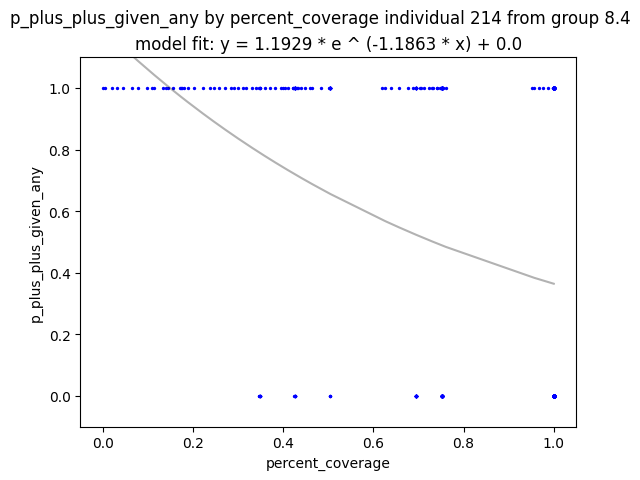 p_plus_plus_given_any by percent_coverage individual 214 from group 8.4
model fit: y = 1.1929 * e ^ (-1.1863 * x) + 0.0
1.0
0.8
0.6
0.4
0.2
0.0
p_plus_plus_given_any
0.0 0.2 0.4 0.6 0.8 1.0
percent_coverage